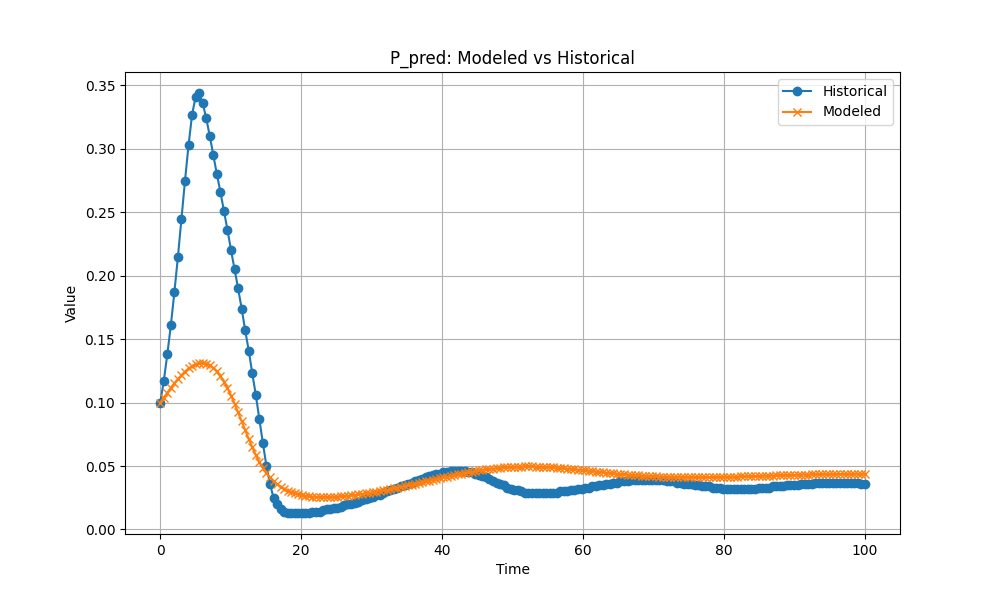 P_pred: Modeled vs Historical
Historical
Modeled
Value
0.35
0.30
0.25
0.20
0.15
0.10
0.05
0.00
0 20 40 60 80 100
Time